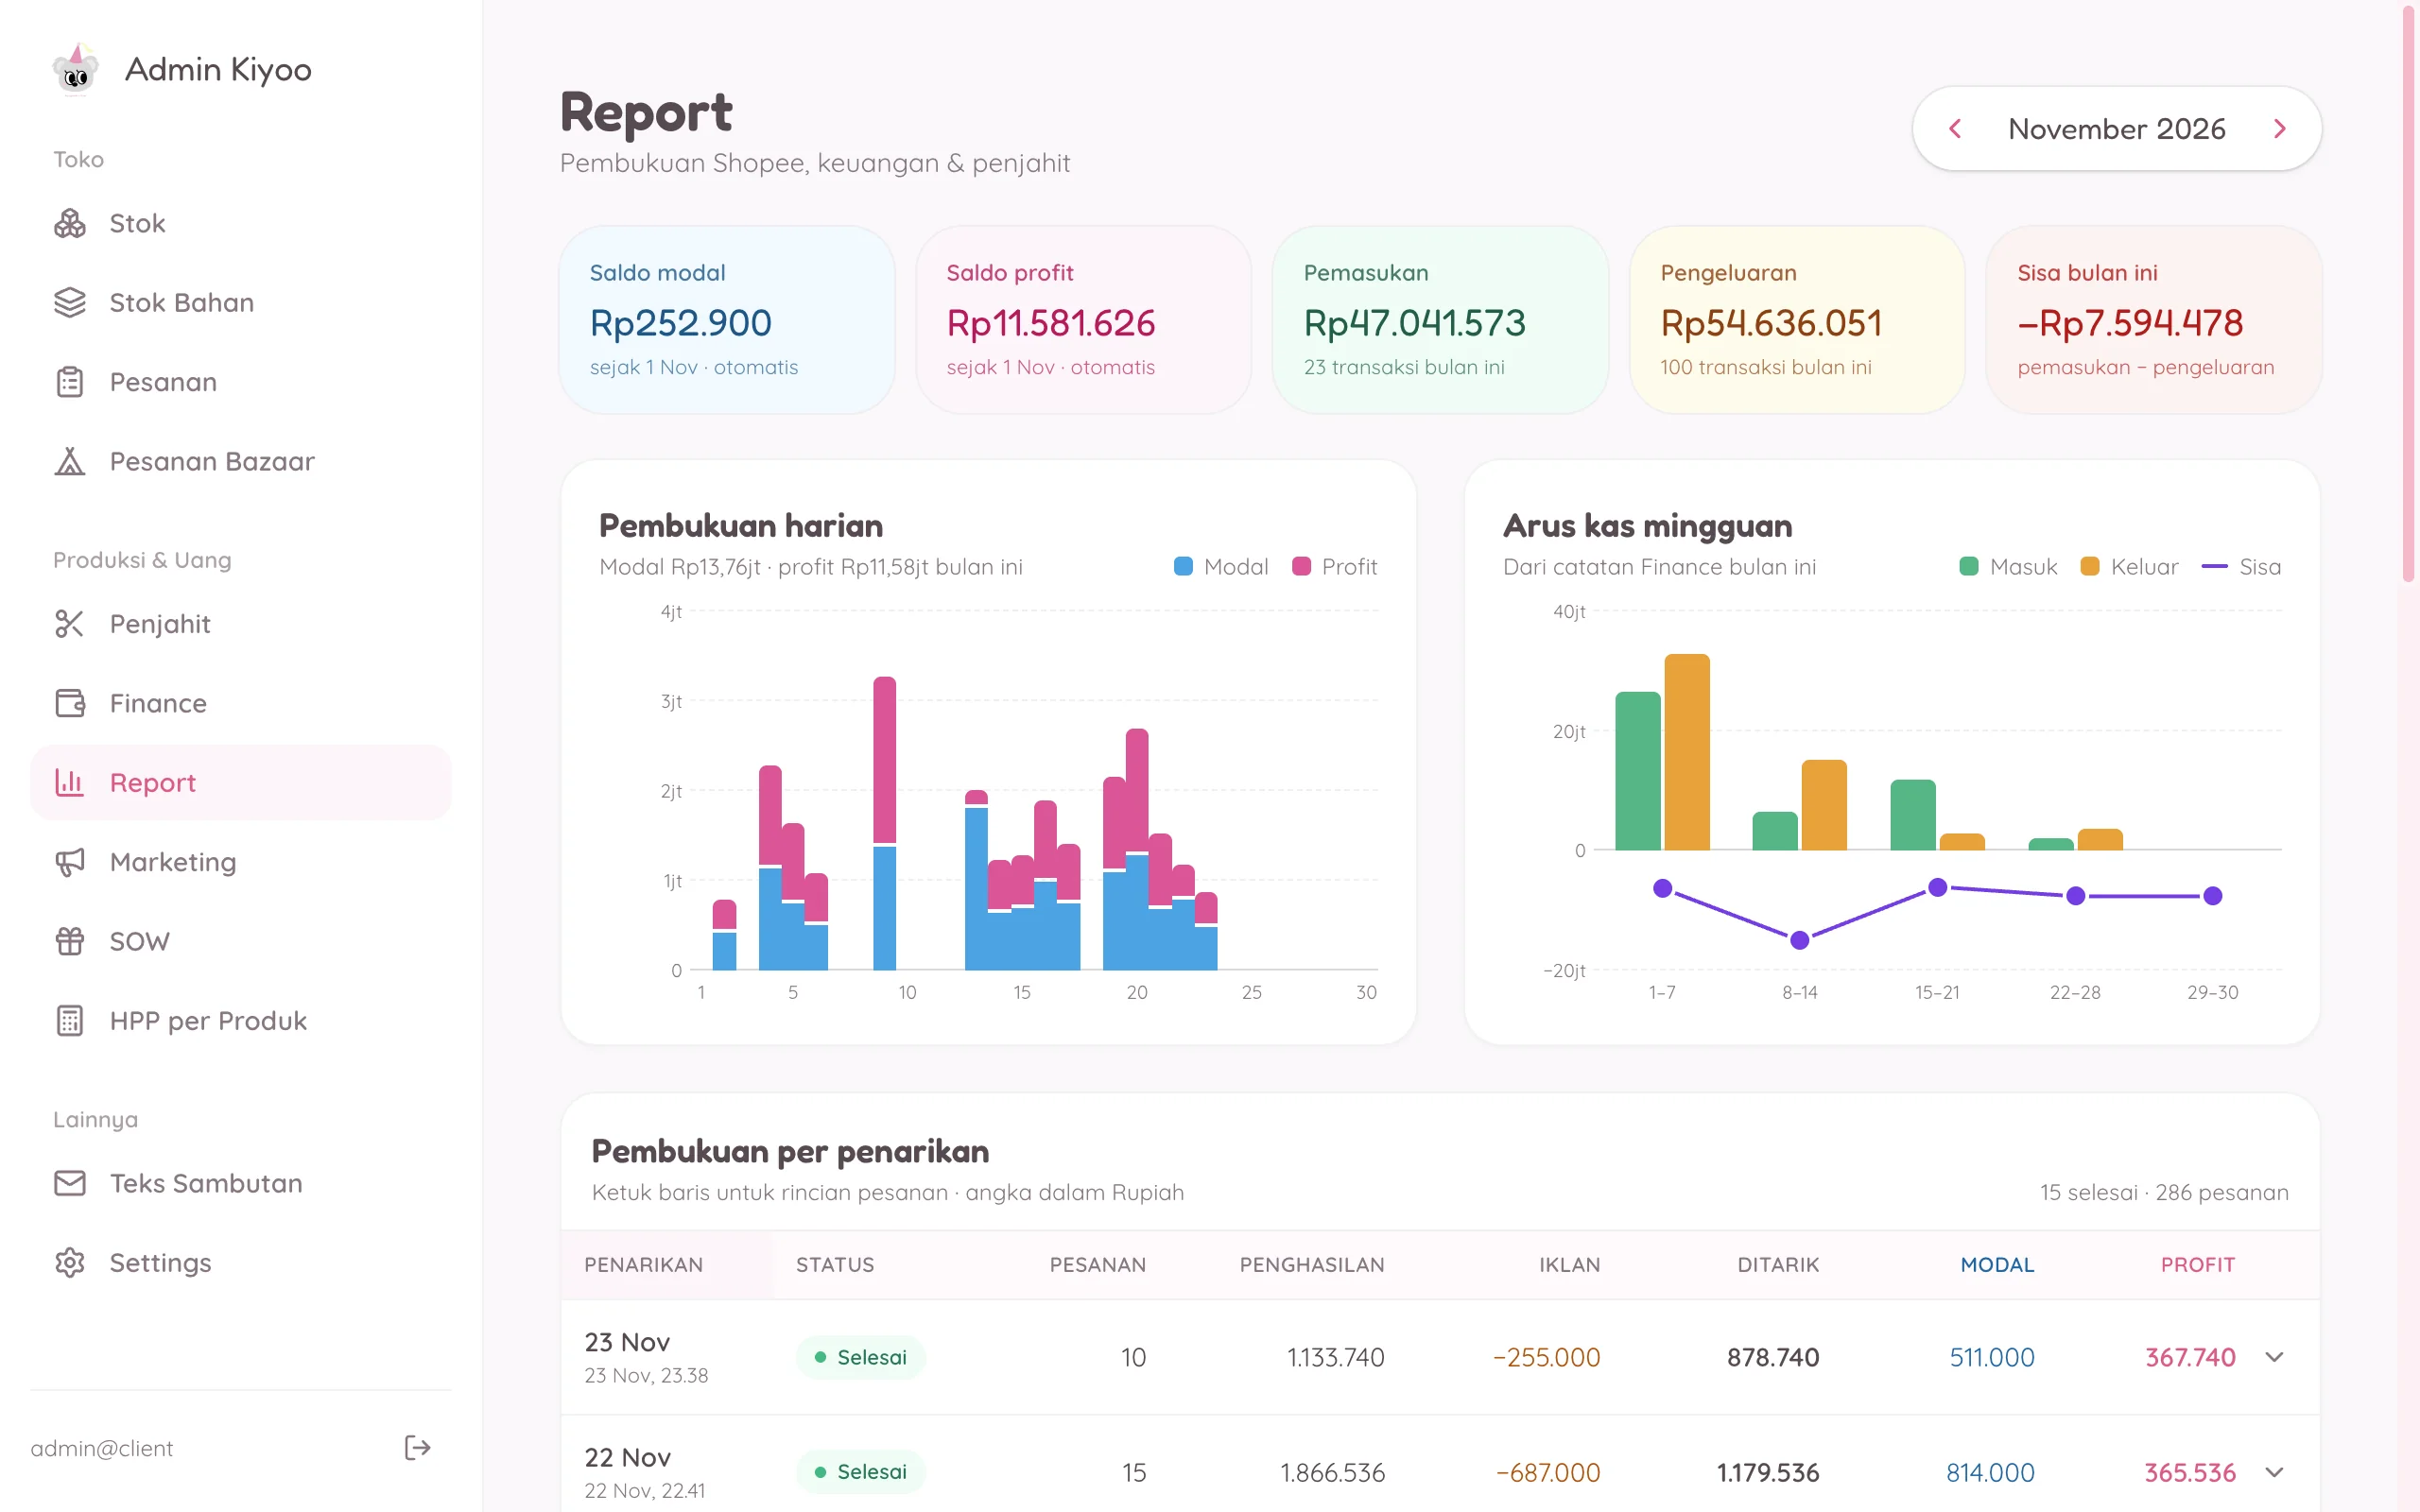 Admin Kiyoo
Toko
Stok
Stok Bahan
Pesanan
Pesanan Bazaar
Produksi & Uang
Penjahit
Finance
Report
Marketing
SOW
HPP per Produk
Lainnya
Teks Sambutan
Settings
admin@client
Report
Pembukuan Shopee, keuangan & penjahit
November 2026
Saldo modal
Rp252.900
sejak 1 Nov · otomatis
Saldo profit
Rp11.581.626
sejak 1 Nov · otomatis
Pemasukan
Rp47.041.573
23 transaksi bulan ini
Pengeluaran
Rp54.636.051
100 transaksi bulan ini
Sisa bulan ini
−Rp7.594.478
pemasukan − pengeluaran
Pembukuan harian
Modal Rp13,76jt · profit Rp11,58jt bulan ini
Modal Profit
4jt
3jt
2jt
1jt
0
1 5 10 15 20 25 30
Arus kas mingguan
Dari catatan Finance bulan ini
Masuk Keluar Sisa
40jt
20jt
0
−20jt
1–7 8–14 15–21 22–28 29–30
Pembukuan per penarikan
Ketuk baris untuk rincian pesanan · angka dalam Rupiah
15 selesai · 286 pesanan
PENARIKAN STATUS PESANAN PENGHASILAN IKLAN DITARIK MODAL PROFIT
23 Nov
23 Nov, 23.38
Selesai 10 1.133.740 −255.000 878.740 511.000 367.740
22 Nov
22 Nov, 22.41
Selesai 15 1.866.536 −687.000 1.179.536 814.000 365.536